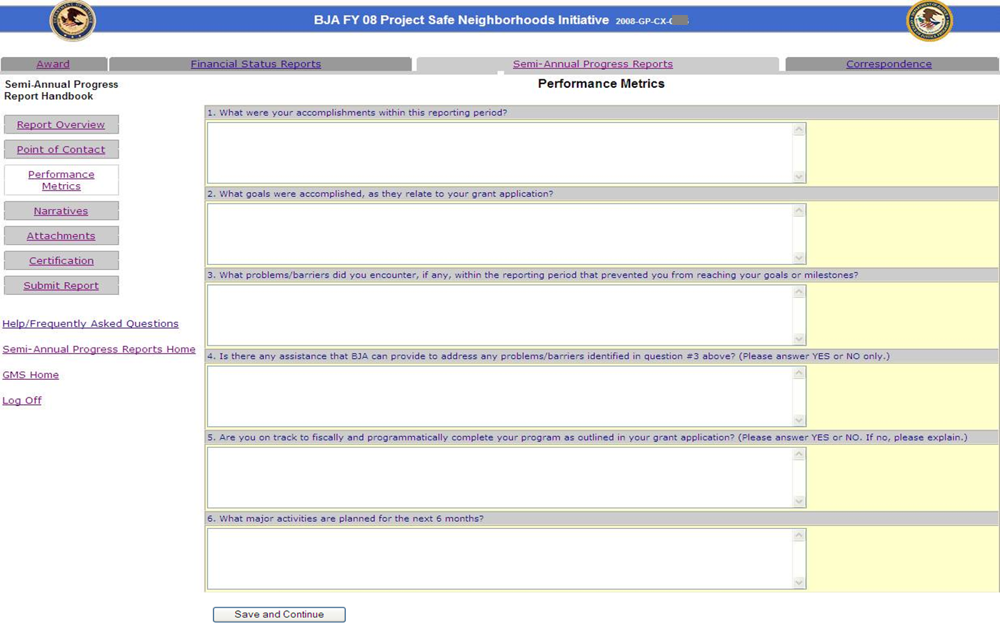 BJA FY 08 Project Safe Neighborhoods Initiative 2008-GP-CX-
Award
Financial Status Reports
Semi-Annual Progress Reports
Correspondence
Semi-Annual Progress
Report Handbook
Performance Metrics
Report Overview
Point of Contact
Performance
Metrics
Narratives
Attachments
Certification
Submit Report
Help/Frequently Asked Questions
Semi-Annual Progress Reports Home
GMS Home
Log Off
1. What were your accomplishments within this reporting period?
2. What goals were accomplished, as they relate to your grant application?
3. What problems/barriers did you encounter, if any, within the reporting period that prevented you from reaching your goals or milestones?
4. Is there any assistance that BJA can provide to address any problems/barriers identified in question #3 above? (Please answer YES or NO only.)
5. Are you on track to fiscally and programmatically complete your program as outlined in your grant application? (Please answer YES or NO. If no, please explain.)
6. What major activities are planned for the next 6 months?
Save and Continue